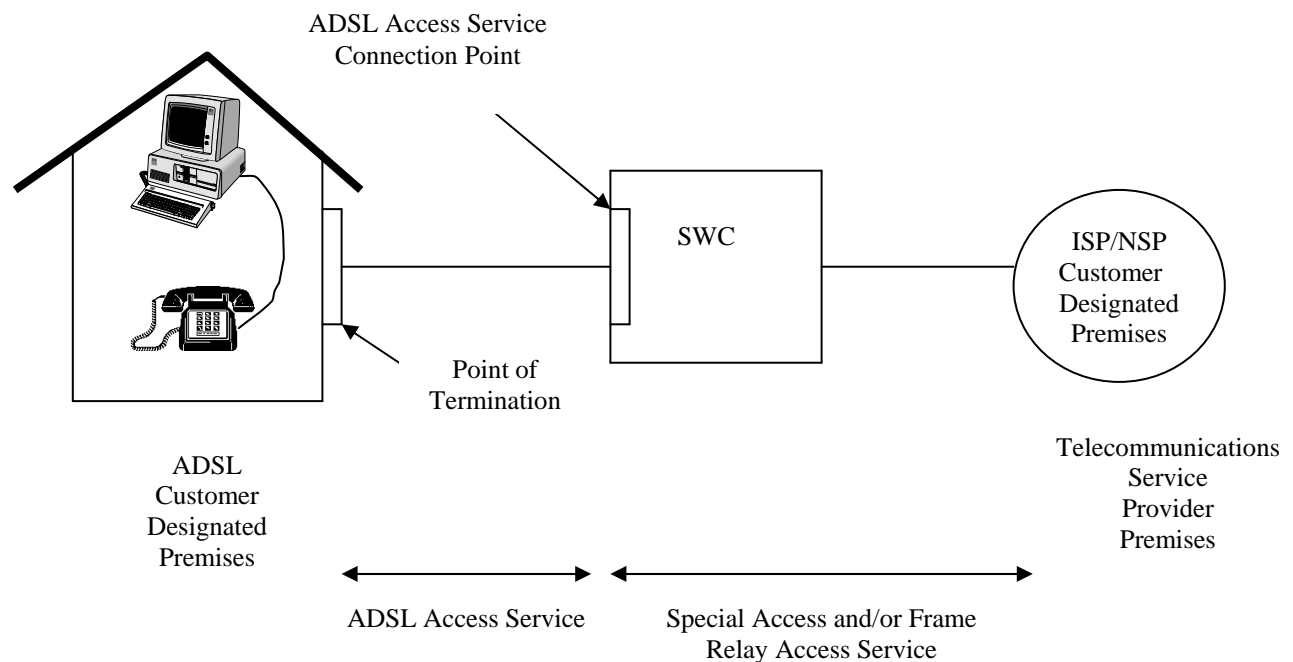 ADSL Access Service
Connection Point
SWC
ISP/NSP
Customer
Designated
Premises
Point of
Termination
ADSL
Customer
Designated
Premises
Telecommunications
Service
Provider
Premises
ADSL Access Service
Special Access and/or Frame
Relay Access Service